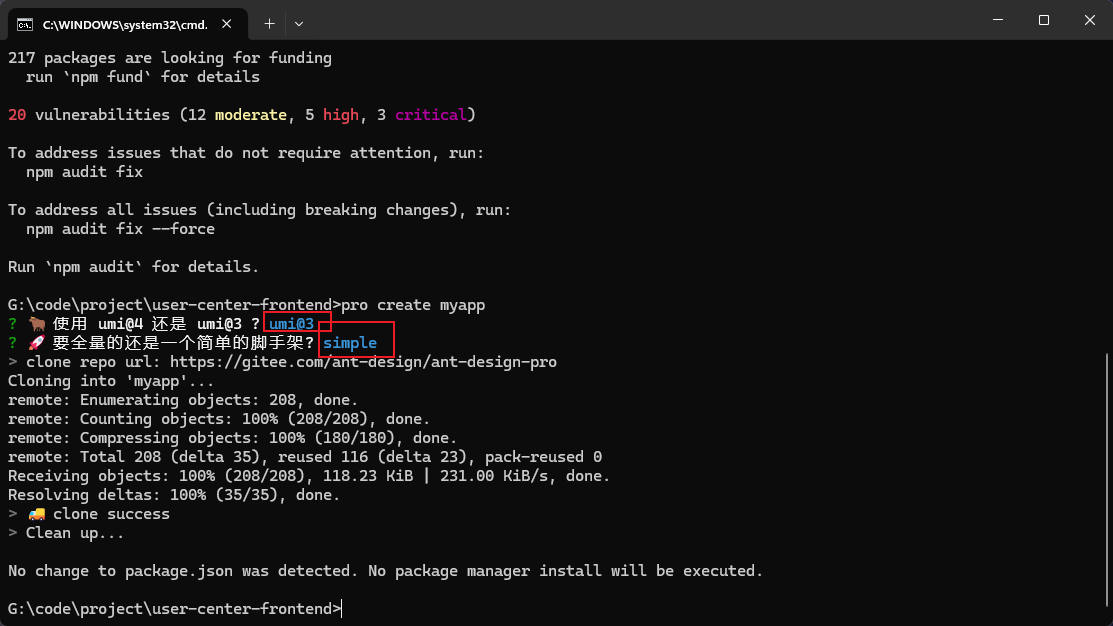 C:\WINDOWS\system32\cmd.
217 packages are looking for funding
run `npm fund` for details
20 vulnerabilities (12 moderate, 5 high, 3 critical)
To address issues that do not require attention, run:
npm audit fix
To address all issues (including breaking changes), run:
npm audit fix --force
Run `npm audit` for details.
G:\code\project\user-center-frontend>pro create myapp
? 🐂 使用 umi@4 还是 umi@3 ? umi@3
? 🚀 要全量的还是一个简单的脚手架? simple
> clone repo url: https://gitee.com/ant-design/ant-design-pro
Cloning into 'myapp'...
remote: Enumerating objects: 208, done.
remote: Counting objects: 100% (208/208), done.
remote: Compressing objects: 100% (180/180), done.
remote: Total 208 (delta 35), reused 116 (delta 23), pack-reused 0
Receiving objects: 100% (208/208), 118.23 KiB | 231.00 KiB/s, done.
Resolving deltas: 100% (35/35), done.
> 🚚 clone success
> Clean up...
No change to package.json was detected. No package manager install will be executed.
G:\code\project\user-center-frontend>